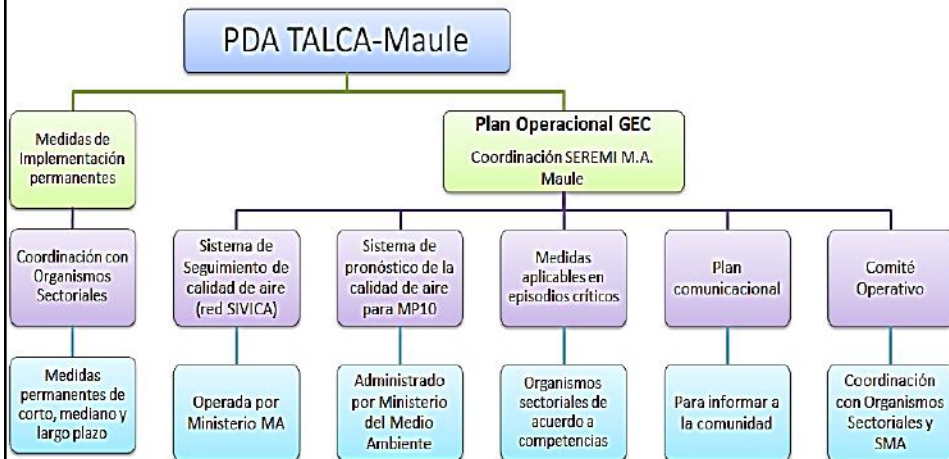 PDA TALCA-Maule
Medidas de
Implementación
permanentes
Plan Operacional GEC
Coordinación SEREMI M.A.
Maule
Coordinación con
Organismos
Sectoriales
Sistema de
Seguimiento de
calidad de aire
(red SIVICA)
Sistema de
pronóstico de la
calidad de aire
para MP10
Medidas
aplicables en
episodios críticos
Plan
comunicacional
Comité
Operativo
Medidas
permanentes de
corto, mediano y
largo plazo
Operada por
Ministerio MA
Administrado
por Ministerio
del Medio
Ambiente
Organismos
sectoriales de
acuerdo a
competencias
Para informar a
la comunidad
Coordinación
con Organismos
Sectoriales y
SMA